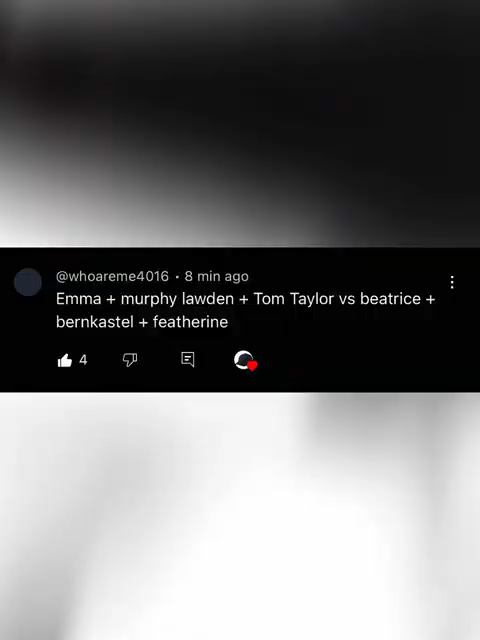 @whoareme4016 • 8 min ago
Emma + murphy lawden + Tom Taylor vs beatrice +
bernkastel + featherine
4